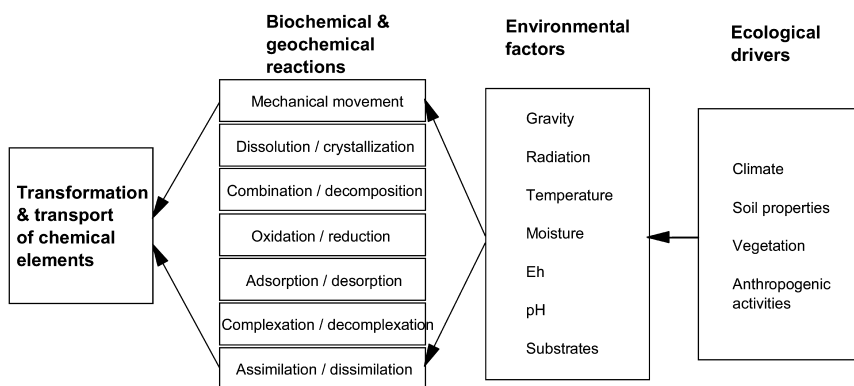 Biochemical &
geochemical
reactions
Environmental
factors
Ecological
drivers
Transformation
& transport
of chemical
elements
Mechanical movement
Dissolution / crystallization
Combination / decomposition
Oxidation / reduction
Adsorption / desorption
Complexation / decomplexation
Assimilation / dissimilation
Gravity
Radiation
Temperature
Moisture
Eh
pH
Substrates
Climate
Soil properties
Vegetation
Anthropogenic
activities